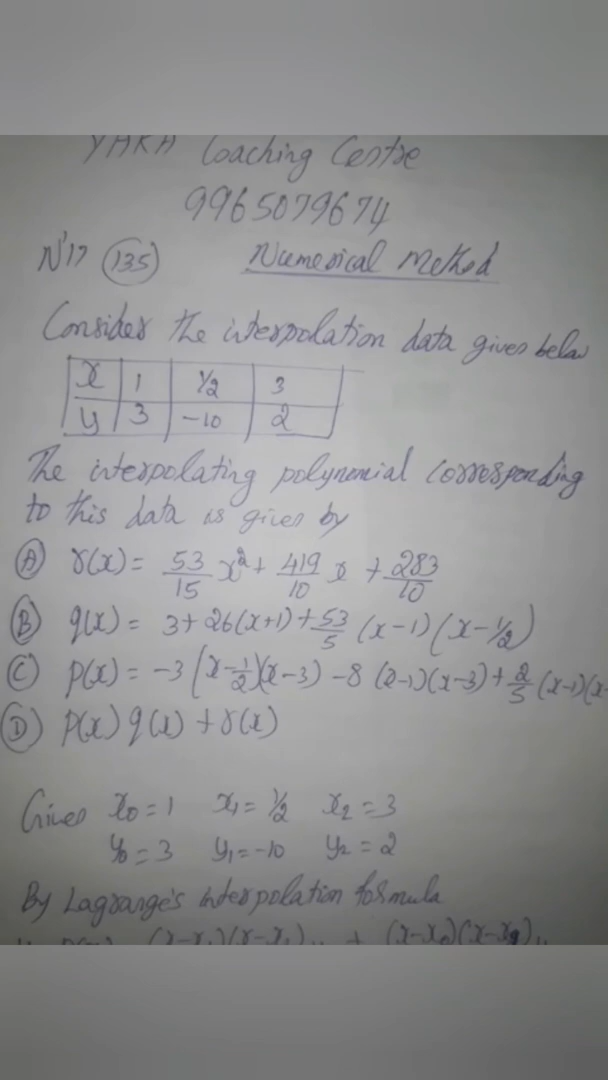 YAKA Coaching Centre
9965079674
N'17 (135) Numerical Method
Consider the interpolation data given below
x 1 1/2 3
y 3 -10 2
The interpolating polynomial corresponding
to this data is given by
(A) r(x) = 53/15 x² + 419/10 x + 283/10
(B) q(x) = 3+26(x+1)+53/5 (x-1)(x-1/2)
(C) p(x) = -3(x-1/2)(x-3) -8(x-1)(x-3)+2/5(x-1)(x-
(D) p(x) q(x) + r(x)
Given x₀ = 1 x₁ = 1/2 x₂ = 3
y₀ = 3 y₁ = -10 y₂ = 2
By Lagrange's interpolation formula